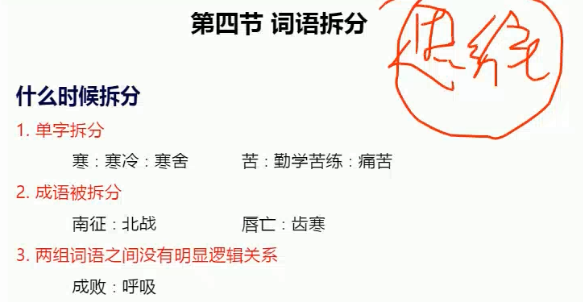 第四节 词语拆分
什么时候拆分
1. 单字拆分
寒：寒冷：寒舍 苦：勤学苦练：痛苦
2. 成语被拆分
南征：北战 唇亡：齿寒
3. 两组词语之间没有明显逻辑关系
成败：呼吸